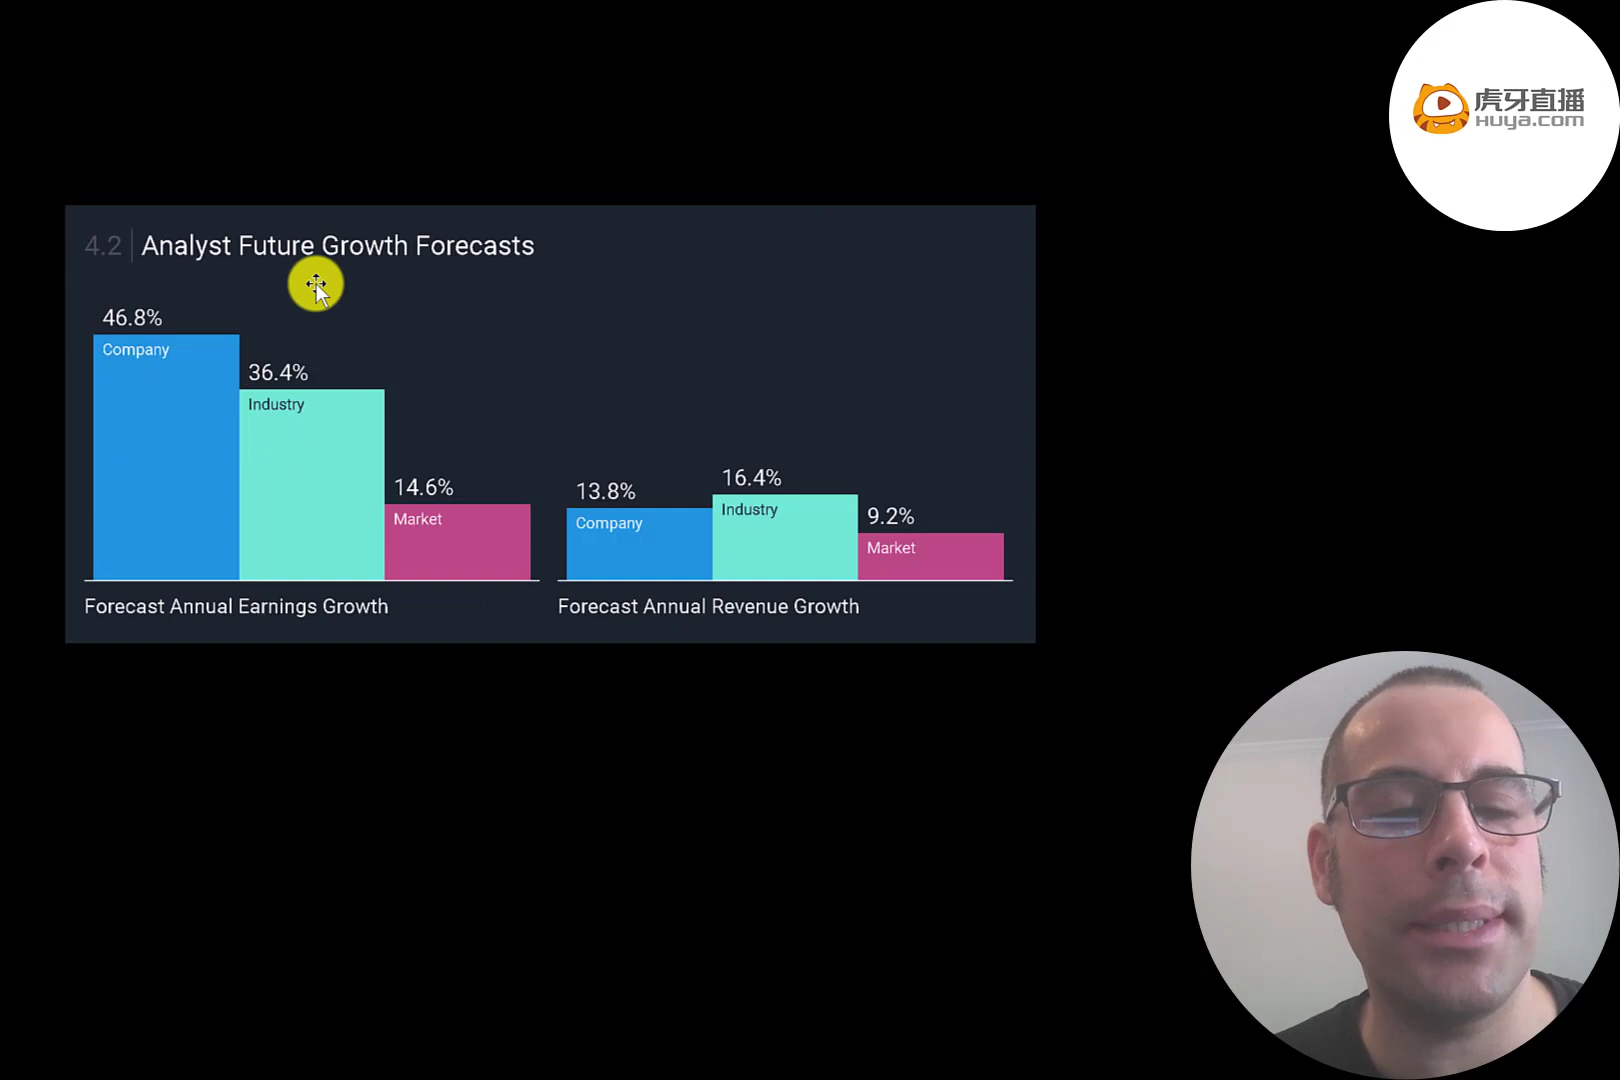 虎牙直播
HUYA.COM
4.2 Analyst Future Growth Forecasts
46.8%
Company
36.4%
Industry
14.6%
Market
13.8%
Company
16.4%
Industry
9.2%
Market
Forecast Annual Earnings Growth
Forecast Annual Revenue Growth